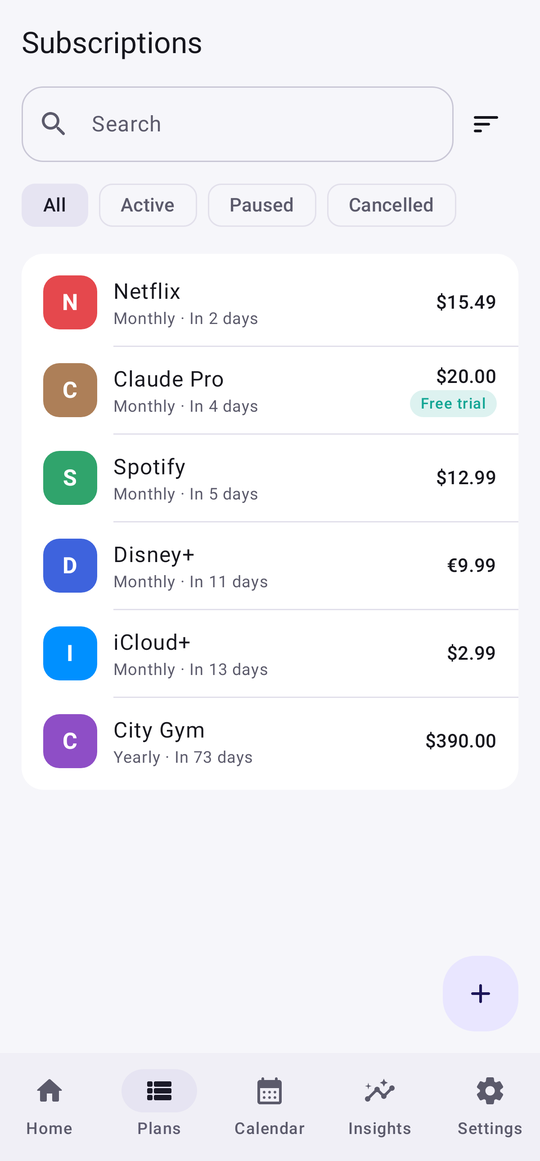 Subscriptions
Search
All
Active
Paused
Cancelled
N
Netflix
Monthly · In 2 days
$15.49
C
Claude Pro
Monthly · In 4 days
$20.00
Free trial
S
Spotify
Monthly · In 5 days
$12.99
D
Disney+
Monthly · In 11 days
€9.99
I
iCloud+
Monthly · In 13 days
$2.99
C
City Gym
Yearly · In 73 days
$390.00
Home
Plans
Calendar
Insights
Settings